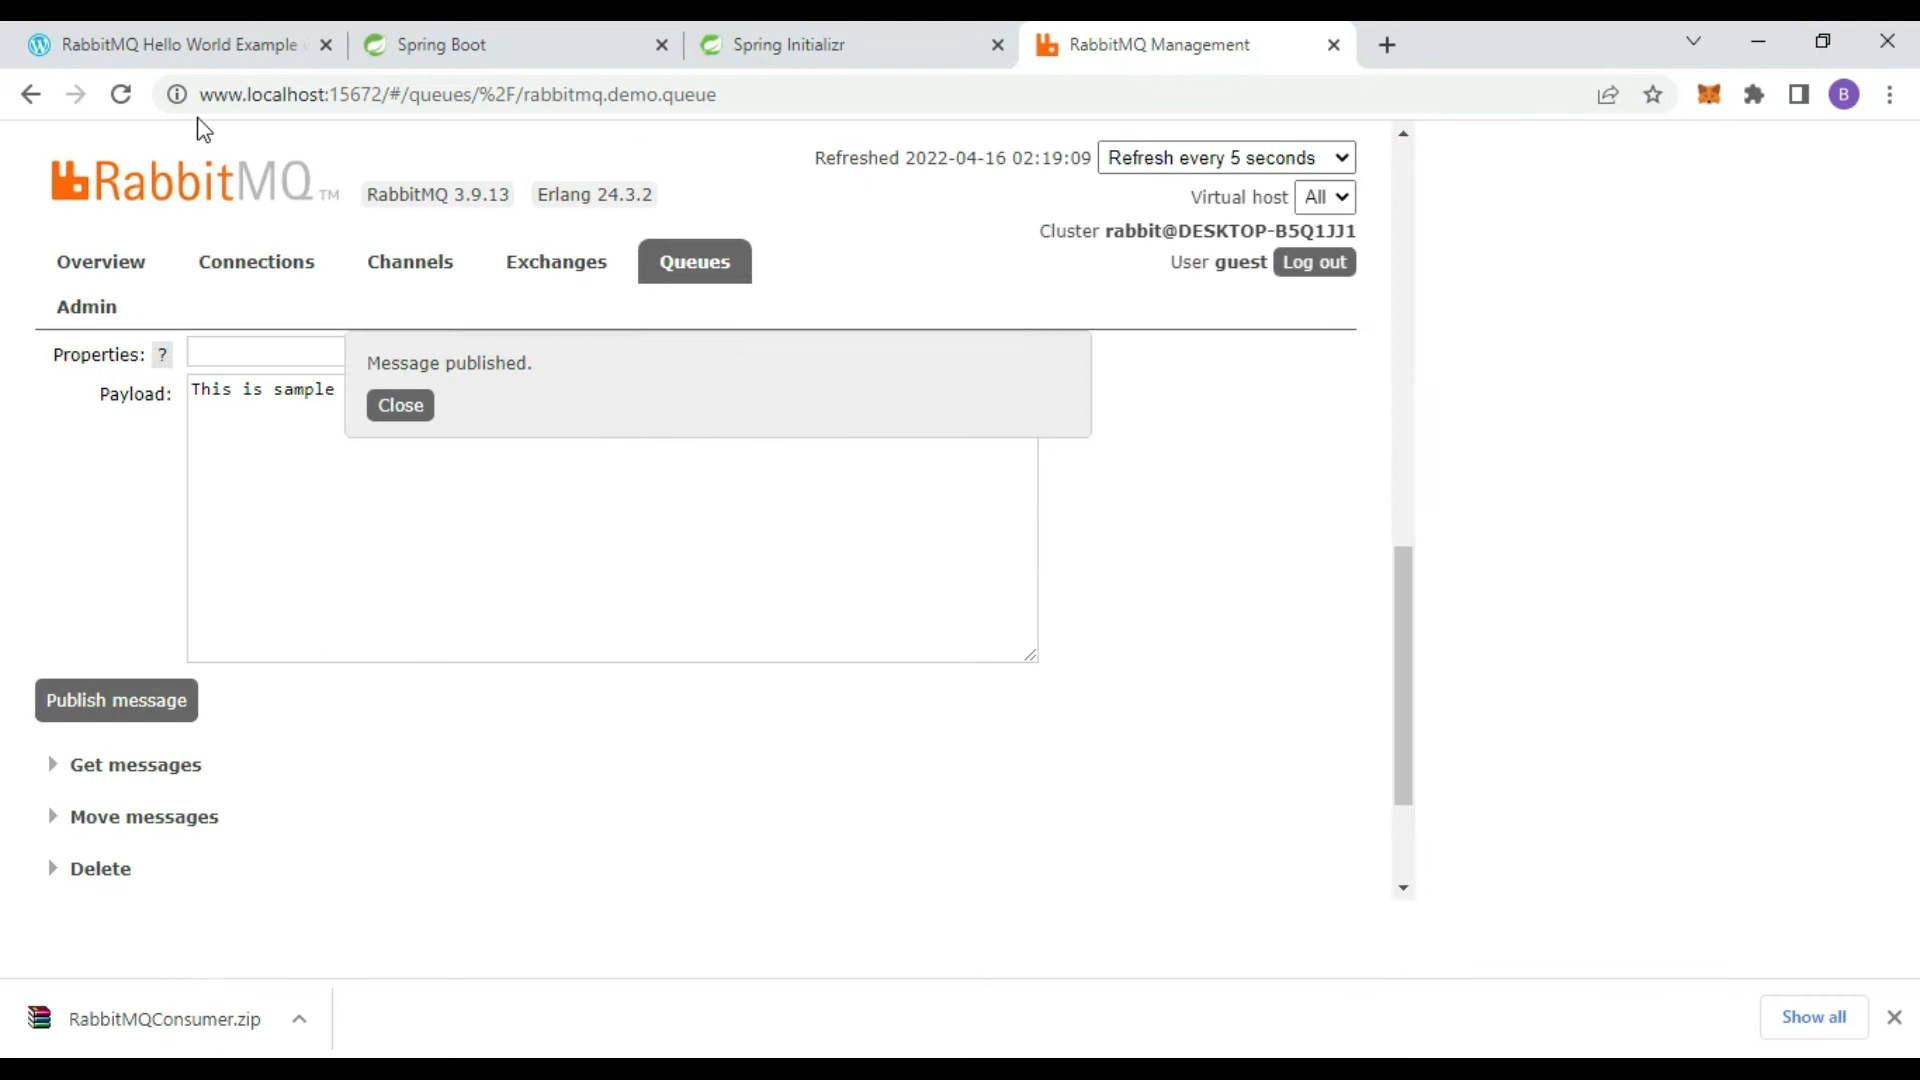 RabbitMQ Hello World Example
Spring Boot
Spring Initializr
RabbitMQ Management
www.localhost:15672/#/queues/%2F/rabbitmq.demo.queue
B
RabbitMQ TM
RabbitMQ 3.9.13
Erlang 24.3.2
Refreshed 2022-04-16 02:19:09
Refresh every 5 seconds
Virtual host All
Cluster rabbit@DESKTOP-B5Q1JJ1
User guest Log out
Overview
Connections
Channels
Exchanges
Queues
Admin
Properties: ?
Message published.
Close
Payload:
This is sample
Publish message
Get messages
Move messages
Delete
RabbitMQConsumer.zip
Show all